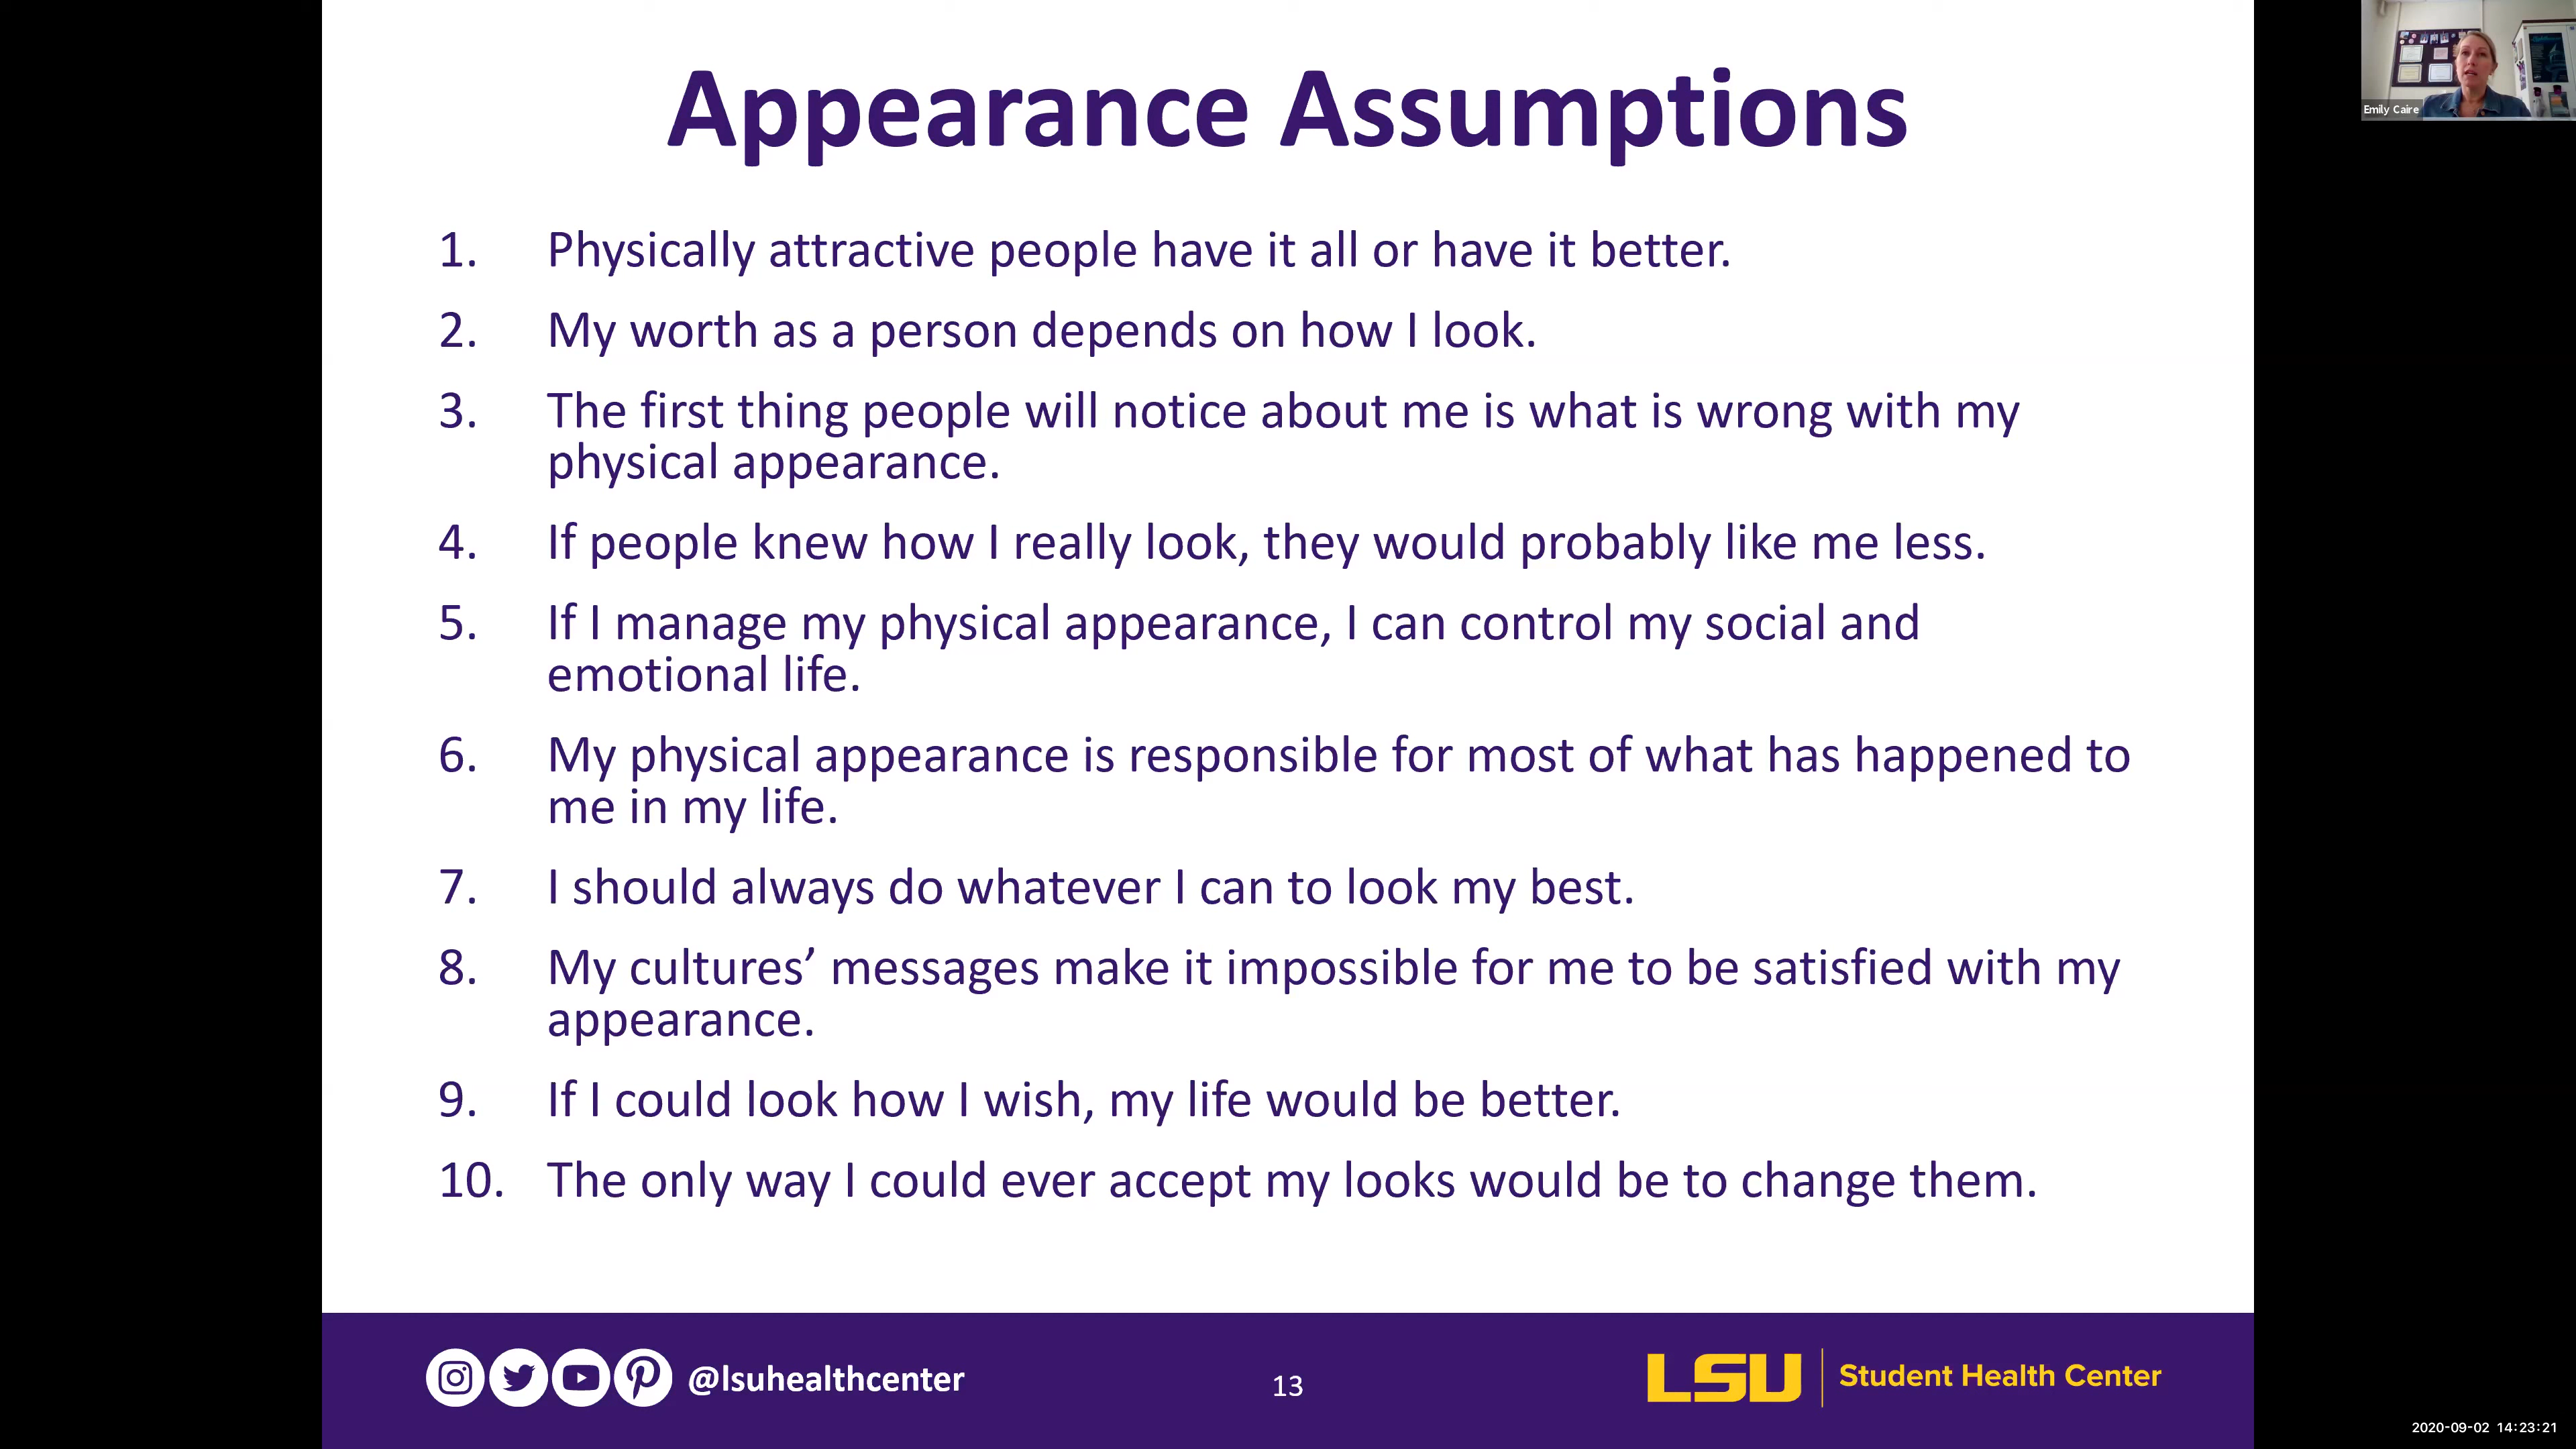 Appearance Assumptions
1. Physically attractive people have it all or have it better.
2. My worth as a person depends on how I look.
3. The first thing people will notice about me is what is wrong with my
physical appearance.
4. If people knew how I really look, they would probably like me less.
5. If I manage my physical appearance, I can control my social and
emotional life.
6. My physical appearance is responsible for most of what has happened to
me in my life.
7. I should always do whatever I can to look my best.
8. My cultures’ messages make it impossible for me to be satisfied with my
appearance.
9. If I could look how I wish, my life would be better.
10. The only way I could ever accept my looks would be to change them.
@lsuhealthcenter
13
LSU Student Health Center
Emily Caire
2020-09-02 14:23:21